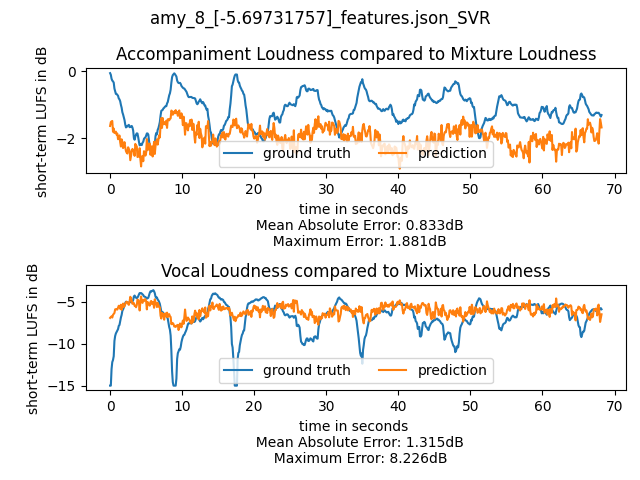 amy_8_[-5.69731757]_features.json_SVR
Accompaniment Loudness compared to Mixture Loudness
short-term LUFS in dB
0
−2
ground truth
prediction
0
10
20
30
40
50
60
70
time in seconds
Mean Absolute Error: 0.833dB
Maximum Error: 1.881dB
Vocal Loudness compared to Mixture Loudness
short-term LUFS in dB
−5
−10
−15
ground truth
prediction
0
10
20
30
40
50
60
70
time in seconds
Mean Absolute Error: 1.315dB
Maximum Error: 8.226dB